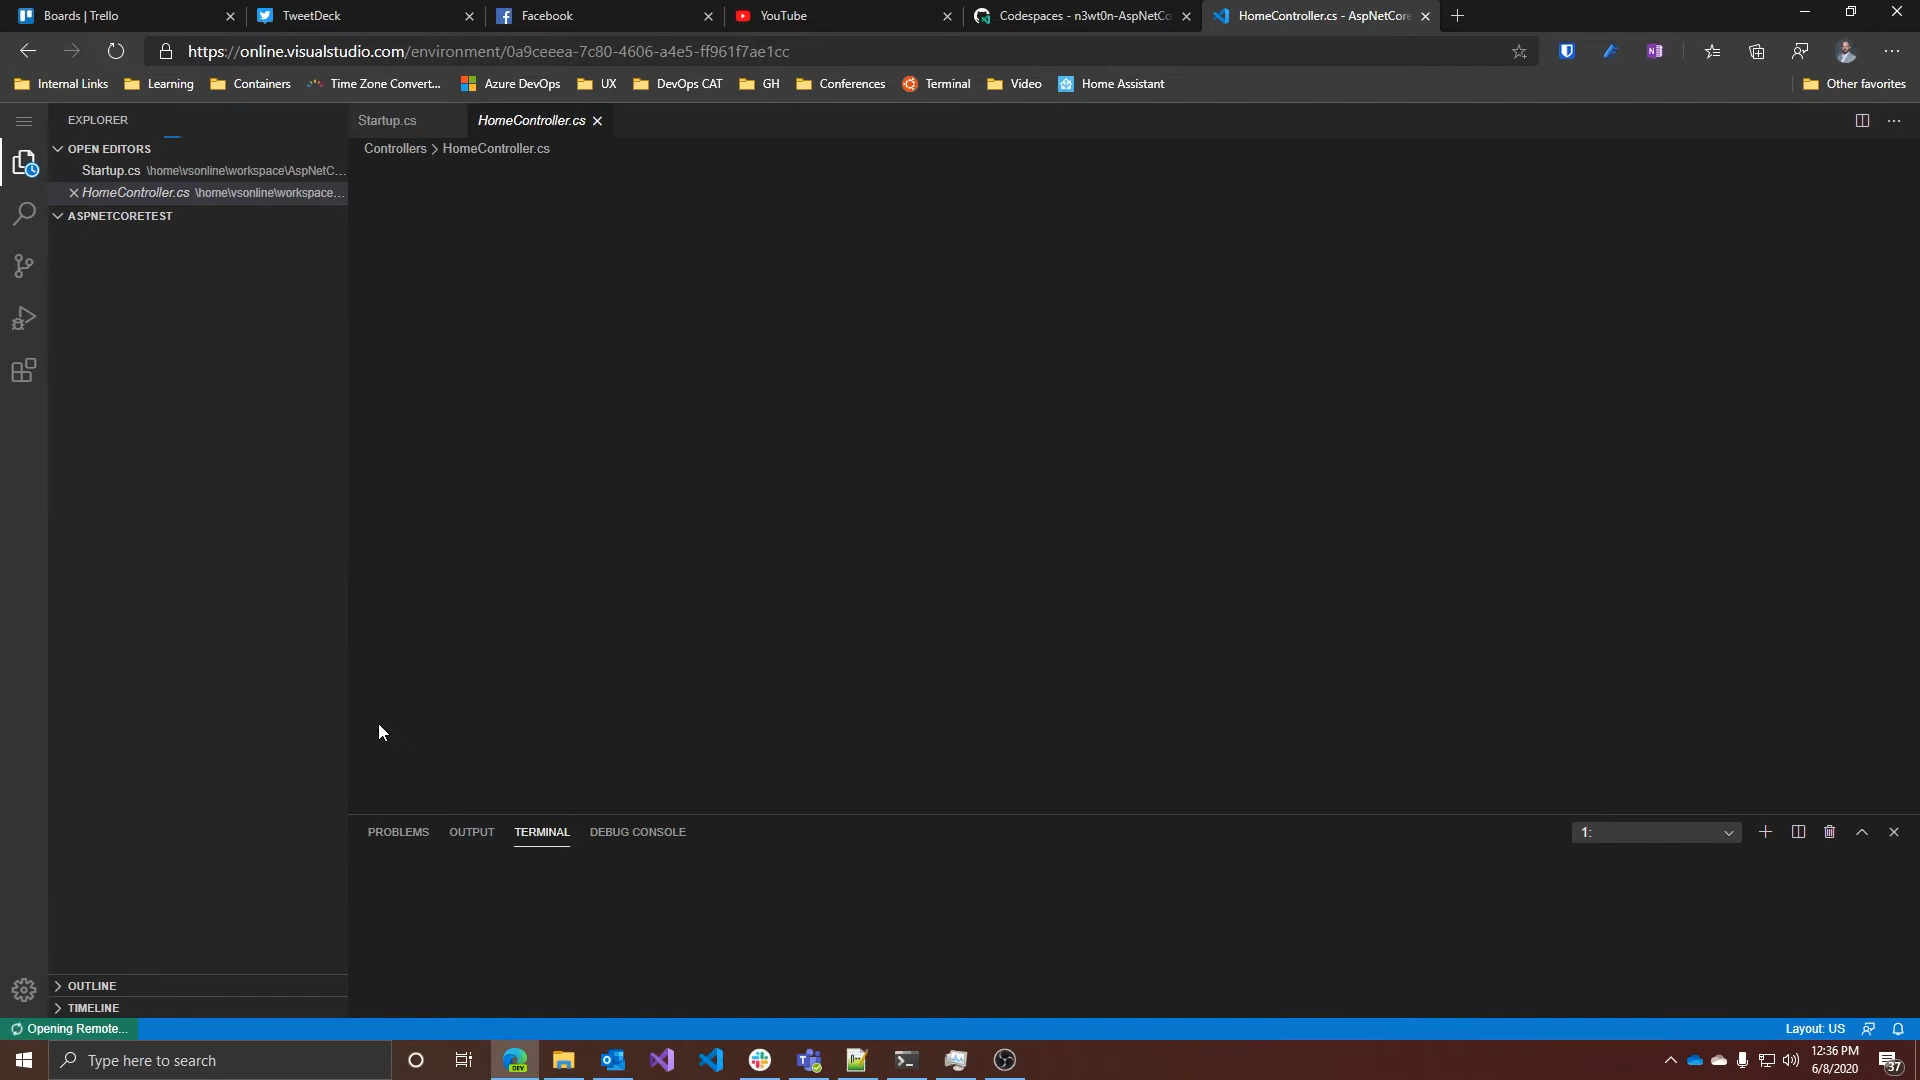 Boards | Trello
TweetDeck
Facebook
YouTube
Codespaces - n3wt0n-AspNetCo
HomeController.cs - AspNetCore
https://online.visualstudio.com/environment/0a9ceeea-7c80-4606-a4e5-ff961f7ae1cc
Internal Links
Learning
Containers
Time Zone Convert...
Azure DevOps
UX
DevOps CAT
GH
Conferences
Terminal
Video
Home Assistant
Other favorites
EXPLORER
Startup.cs
HomeController.cs
OPEN EDITORS
Controllers > HomeController.cs
Startup.cs \home\vsonline\workspace\AspNetC...
HomeController.cs \home\vsonline\workspace...
ASPNETCORETEST
PROBLEMS
OUTPUT
TERMINAL
DEBUG CONSOLE
1:
OUTLINE
TIMELINE
Opening Remote...
Layout: US
Type here to search
DEV
12:36 PM
6/8/2020
37